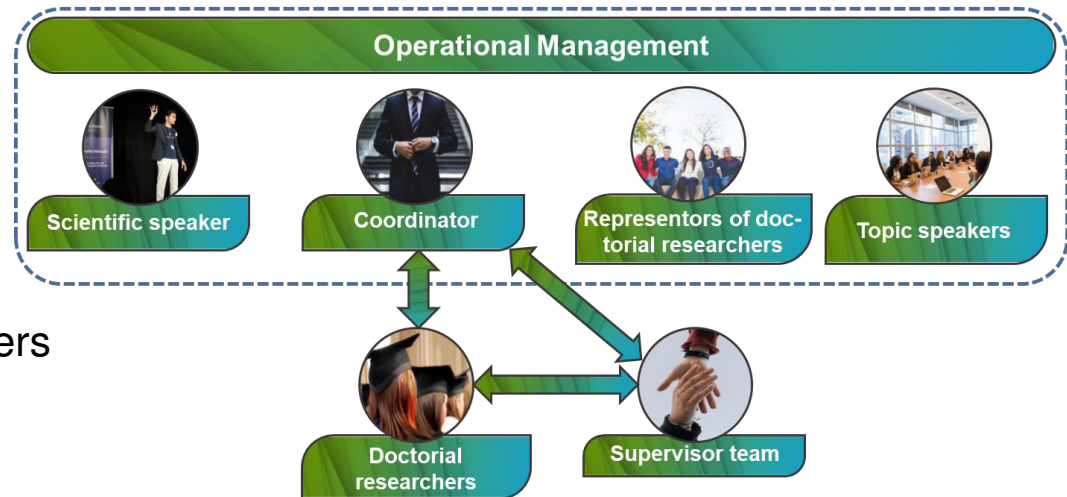 Operational Management
Scientific speaker
Coordinator
Representors of doc-
torial researchers
Topic speakers
ers
Doctorial
researchers
Supervisor team